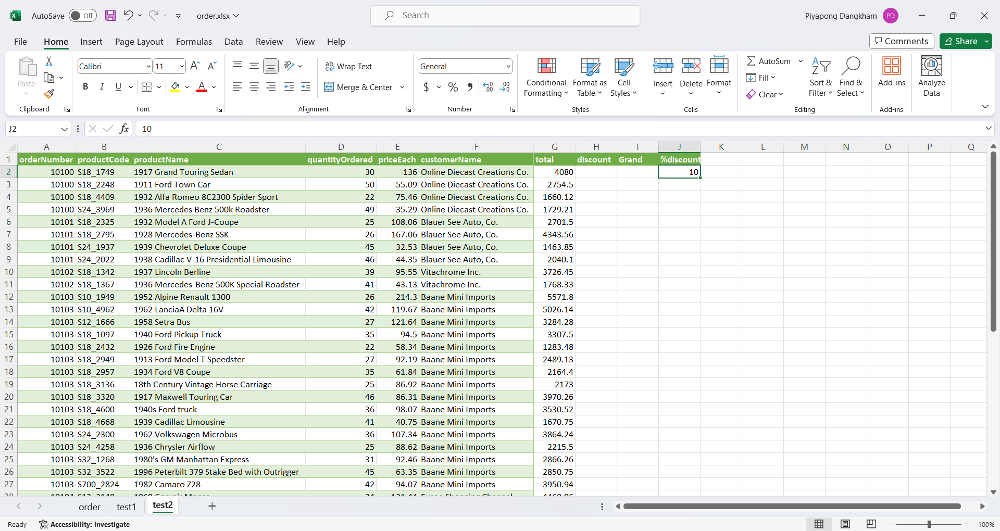 AutoSave Off order.xlsx Search Piyapong Dangkham PD
File Home Insert Page Layout Formulas Data Review View Help Comments Share
Paste Calibri 11 Wrap Text General Conditional Formatting Format as Table Cell Styles Insert Delete Format AutoSum Sort & Filter Find & Select Add-ins Analyze Data
B I U A Merge & Center $ % Fill Clear
Clipboard Font Alignment Number Styles Cells Editing Add-ins
J2 fx 10
A B C D E F G H I J K L M N O P Q
1 orderNumber productCode productName quantityOrdered priceEach customerName total discount Grand %discount
2 10100 S18_1749 1917 Grand Touring Sedan 30 136 Online Diecast Creations Co. 4080 10
3 10100 S18_2248 1911 Ford Town Car 50 55.09 Online Diecast Creations Co. 2754.5
4 10100 S18_4409 1932 Alfa Romeo 8C2300 Spider Sport 22 75.46 Online Diecast Creations Co. 1660.12
5 10100 S24_3969 1936 Mercedes Benz 500k Roadster 49 35.29 Online Diecast Creations Co. 1729.21
6 10101 S18_2325 1932 Model A Ford J-Coupe 25 108.06 Blauer See Auto, Co. 2701.5
7 10101 S18_2795 1928 Mercedes-Benz SSK 26 167.06 Blauer See Auto, Co. 4343.56
8 10101 S24_1937 1939 Chevrolet Deluxe Coupe 45 32.53 Blauer See Auto, Co. 1463.85
9 10101 S24_2022 1938 Cadillac V-16 Presidential Limousine 46 44.35 Blauer See Auto, Co. 2040.1
10 10102 S18_1342 1937 Lincoln Berline 39 95.55 Vitachrome Inc. 3726.45
11 10102 S18_1367 1936 Mercedes-Benz 500K Special Roadster 41 43.13 Vitachrome Inc. 1768.33
12 10103 S10_1949 1952 Alpine Renault 1300 26 214.3 Baane Mini Imports 5571.8
13 10103 S10_4962 1962 LanciaA Delta 16V 42 119.67 Baane Mini Imports 5026.14
14 10103 S12_1666 1958 Setra Bus 27 121.64 Baane Mini Imports 3284.28
15 10103 S18_1097 1940 Ford Pickup Truck 35 94.5 Baane Mini Imports 3307.5
16 10103 S18_2432 1926 Ford Fire Engine 22 58.34 Baane Mini Imports 1283.48
17 10103 S18_2949 1913 Ford Model T Speedster 27 92.19 Baane Mini Imports 2489.13
18 10103 S18_2957 1934 Ford V8 Coupe 35 61.84 Baane Mini Imports 2164.4
19 10103 S18_3136 18th Century Vintage Horse Carriage 25 86.92 Baane Mini Imports 2173
20 10103 S18_3320 1917 Maxwell Touring Car 46 86.31 Baane Mini Imports 3970.26
21 10103 S18_4600 1940s Ford truck 36 98.07 Baane Mini Imports 3530.52
22 10103 S18_4668 1939 Cadillac Limousine 41 40.75 Baane Mini Imports 1670.75
23 10103 S24_2300 1962 Volkswagen Microbus 36 107.34 Baane Mini Imports 3864.24
24 10103 S24_4258 1936 Chrysler Airflow 25 88.62 Baane Mini Imports 2215.5
25 10103 S32_1268 1980’s GM Manhattan Express 31 92.46 Baane Mini Imports 2866.26
26 10103 S32_3522 1996 Peterbilt 379 Stake Bed with Outrigger 45 63.35 Baane Mini Imports 2850.75
27 10103 S700_2824 1982 Camaro Z28 42 94.07 Baane Mini Imports 3950.94
order test1 test2
Ready Accessibility: Investigate 100%